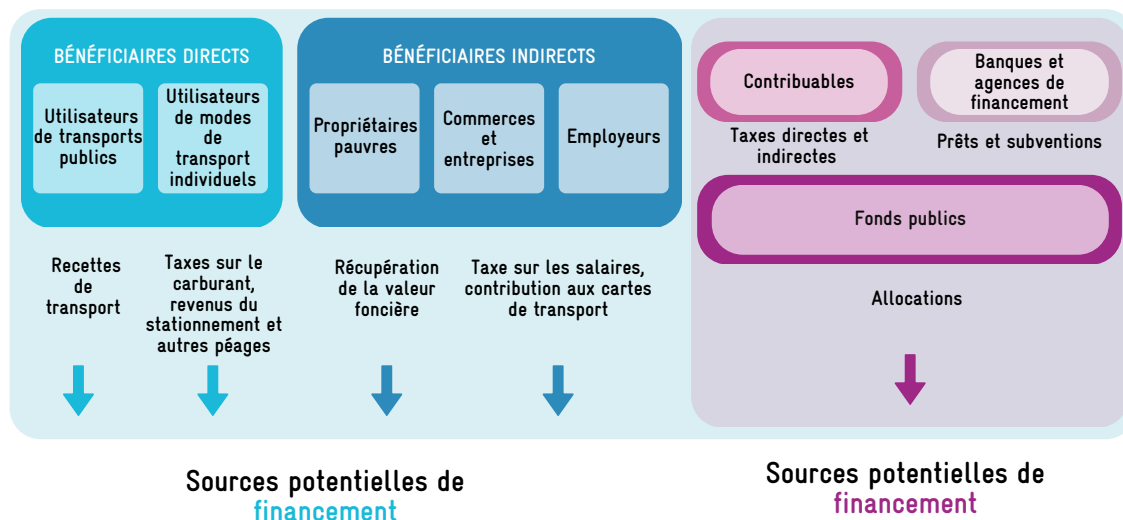 BÉNÉFICIAIRES DIRECTS
Utilisateurs
de transports
publics
Utilisateurs
de modes
de
transport
individuels
Recettes
de
transport
Taxes sur le
carburant,
revenus du
stationnement et
autres péages
BÉNÉFICIAIRES INDIRECTS
Propriétaires
pauvres
Commerces
et
entreprises
Employeurs
Récupération
de la valeur
foncière
Taxe sur les salaires,
contribution aux cartes
de transport
Contribuables
Taxes directes et
indirectes
Banques et
agences de
financement
Prêts et subventions
Fonds publics
Allocations
Sources potentielles de
financement
Sources potentielles de
financement